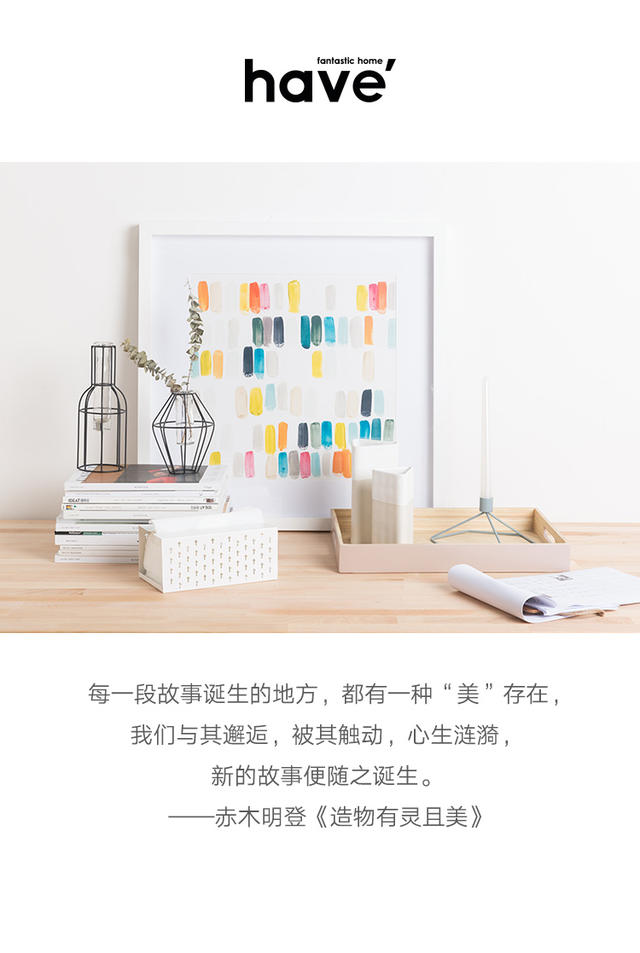 fantastic home
have’
每一段故事诞生的地方，都有一种“美”存在，
我们与其邂逅，被其触动，心生涟漪，
新的故事便随之诞生。
——赤木明登《造物有灵且美》